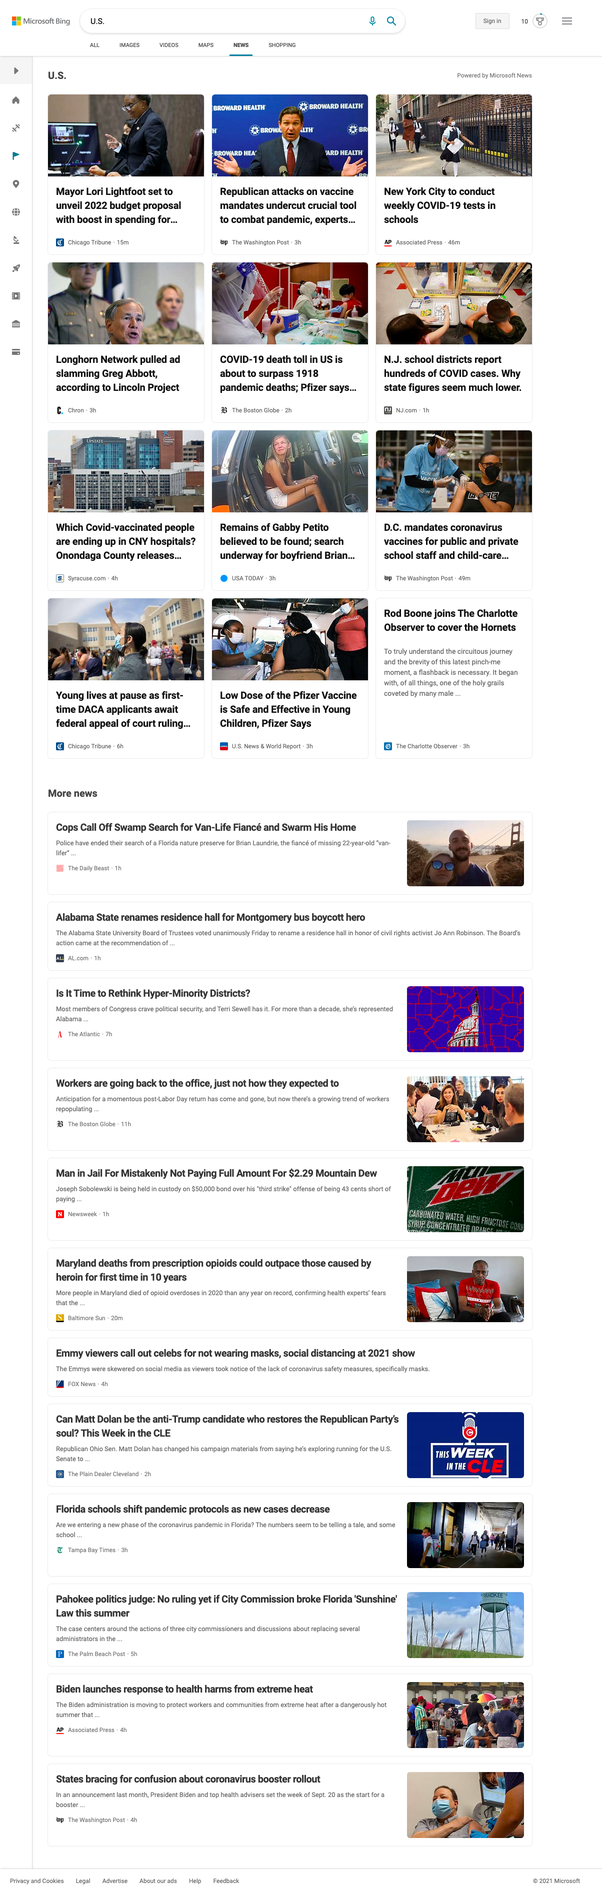 Microsoft Bing
U.S.
Sign in
10
ALL
IMAGES
VIDEOS
MAPS
NEWS
SHOPPING
U.S.
Powered by Microsoft News
Mayor Lori Lightfoot set to
unveil 2022 budget proposal
with boost in spending for...
Chicago Tribune · 15m
BROWARD HEALTH
Republican attacks on vaccine
mandates undercut crucial tool
to combat pandemic, experts...
wp The Washington Post · 3h
New York City to conduct
weekly COVID-19 tests in
schools
AP Associated Press · 46m
Longhorn Network pulled ad
slamming Greg Abbott,
according to Lincoln Project
Chron · 3h
COVID-19 death toll in US is
about to surpass 1918
pandemic deaths; Pfizer says...
B The Boston Globe · 2h
N.J. school districts report
hundreds of COVID cases. Why
state figures seem much lower.
NJ NJ.com · 1h
UPSTATE
Which Covid-vaccinated people
are ending up in CNY hospitals?
Onondaga County releases...
S Syracuse.com · 4h
Remains of Gabby Petito
believed to be found; search
underway for boyfriend Brian...
USA TODAY · 3h
D.C. mandates coronavirus
vaccines for public and private
school staff and child-care...
wp The Washington Post · 49m
Young lives at pause as first-
time DACA applicants await
federal appeal of court ruling...
Chicago Tribune · 6h
Low Dose of the Pfizer Vaccine
is Safe and Effective in Young
Children, Pfizer Says
U.S. News & World Report · 3h
Rod Boone joins The Charlotte
Observer to cover the Hornets
To truly understand the circuitous journey
and the brevity of this latest pinch-me
moment, a flashback is necessary. It began
with, of all things, one of the holy grails
coveted by many male ...
The Charlotte Observer · 3h
More news
Cops Call Off Swamp Search for Van-Life Fiancé and Swarm His Home
Police have ended their search of a Florida nature preserve for Brian Laundrie, the fiancé of missing 22-year-old "van-
lifer" ...
The Daily Beast · 1h
Alabama State renames residence hall for Montgomery bus boycott hero
The Alabama State University Board of Trustees voted unanimously Friday to rename a residence hall in honor of civil rights activist Jo Ann Robinson. The Board's
action came at the recommendation of ...
AL. AL.com · 1h
Is It Time to Rethink Hyper-Minority Districts?
Most members of Congress crave political security, and Terri Sewell has it. For more than a decade, she's represented
Alabama ...
A The Atlantic · 7h
Workers are going back to the office, just not how they expected to
Anticipation for a momentous post-Labor Day return has come and gone, but now there's a growing trend of workers
repopulating ...
B The Boston Globe · 11h
Man in Jail For Mistakenly Not Paying Full Amount For $2.29 Mountain Dew
Joseph Sobolewski is being held in custody on $50,000 bond over his "third strike" offense of being 43 cents short of
paying ...
N Newsweek · 1h
MTN
DEW
CARBONATED WATER, HIGH FRUCTOSE CORN
SYRUP, CONCENTRATED ORANGE
Maryland deaths from prescription opioids could outpace those caused by
heroin for first time in 10 years
More people in Maryland died of opioid overdoses in 2020 than any year on record, confirming health experts' fears
that the ...
Baltimore Sun · 20m
Emmy viewers call out celebs for not wearing masks, social distancing at 2021 show
The Emmys were skewered on social media as viewers took notice of the lack of coronavirus safety measures, specifically masks.
FOX News · 4h
Can Matt Dolan be the anti-Trump candidate who restores the Republican Party's
soul? This Week in the CLE
Republican Ohio Sen. Matt Dolan has changed his campaign materials from saying he's exploring running for the U.S.
Senate to ...
The Plain Dealer Cleveland · 2h
THIS WEEK
IN THE CLE
Florida schools shift pandemic protocols as new cases decrease
Are we entering a new phase of the coronavirus pandemic in Florida? The numbers seem to be telling a tale, and some
school ...
Tampa Bay Times · 3h
Pahokee politics judge: No ruling yet if City Commission broke Florida 'Sunshine'
Law this summer
The case centers around the actions of three city commissioners and discussions about replacing several
administrators in the ...
P The Palm Beach Post · 5h
Biden launches response to health harms from extreme heat
The Biden administration is moving to protect workers and communities from extreme heat after a dangerously hot
summer that ...
AP Associated Press · 4h
States bracing for confusion about coronavirus booster rollout
In an announcement last month, President Biden and top health advisers set the week of Sept. 20 as the start for a
booster ...
wp The Washington Post · 4h
Privacy and Cookies
Legal
Advertise
About our ads
Help
Feedback
© 2021 Microsoft